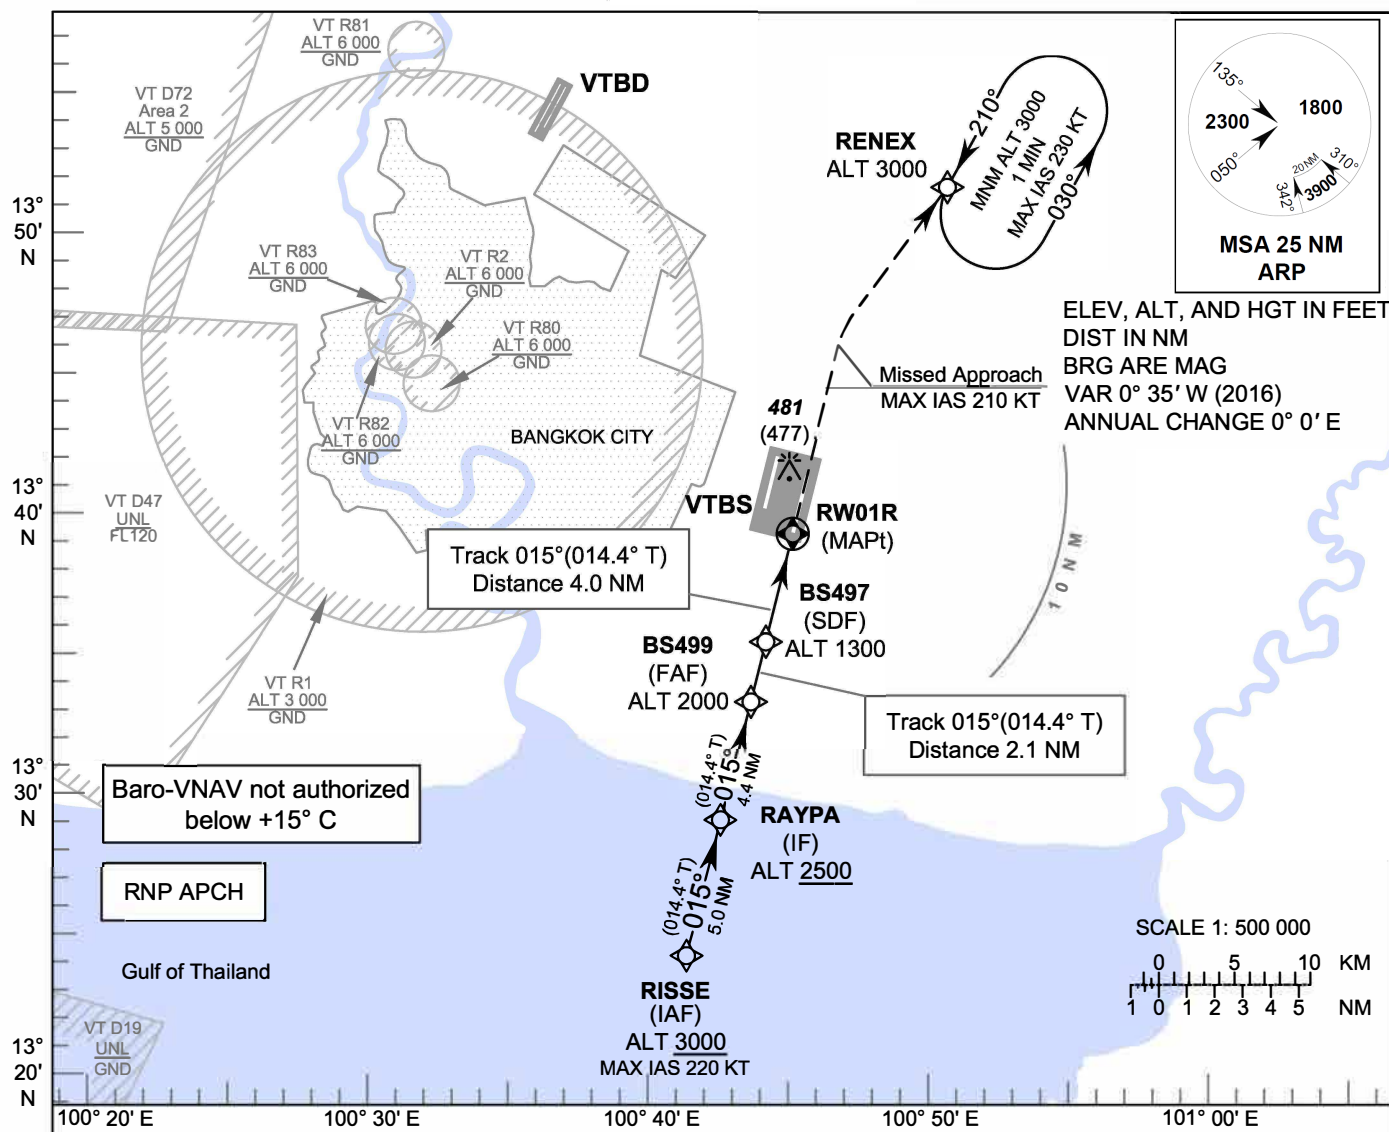 VT R81
ALT 6 000
GND
VT D72
Area 2
ALT 5 000
GND
VTBD
RENEX
ALT 3000
210°
MNM ALT 3000
1 MIN
MAX IAS 230 KT
030°
135°
2300
050°
1800
20 NM
310°
3900
342°
MSA 25 NM
ARP
13°
50'
N
VT R83
ALT 6 000
GND
VT R2
ALT 6 000
GND
VT R80
ALT 6 000
GND
VT R82
ALT 6 000
GND
BANGKOK CITY
ELEV, ALT, AND HGT IN FEET
DIST IN NM
BRG ARE MAG
VAR 0° 35' W (2016)
ANNUAL CHANGE 0° 0' E
Missed Approach
MAX IAS 210 KT
481
(477)
13°
40'
N
VT D47
UNL
FL120
VTBS
RW01R
(MAPt)
10 NM
Track 015°(014.4° T)
Distance 4.0 NM
BS497
(SDF)
ALT 1300
BS499
(FAF)
ALT 2000
VT R1
ALT 3 000
GND
Track 015°(014.4° T)
Distance 2.1 NM
13°
30'
N
Baro-VNAV not authorized
below +15° C
(014.4° T)
015°
4.4 NM
RAYPA
(IF)
ALT 2500
RNP APCH
(014.4° T)
015°
5.0 NM
Gulf of Thailand
RISSE
(IAF)
ALT 3000
MAX IAS 220 KT
SCALE 1: 500 000
0 5 10 KM
1 0 1 2 3 4 5 NM
VT D19
UNL
GND
13°
20'
N
100° 20' E
100° 30' E
100° 40' E
100° 50' E
101° 00' E